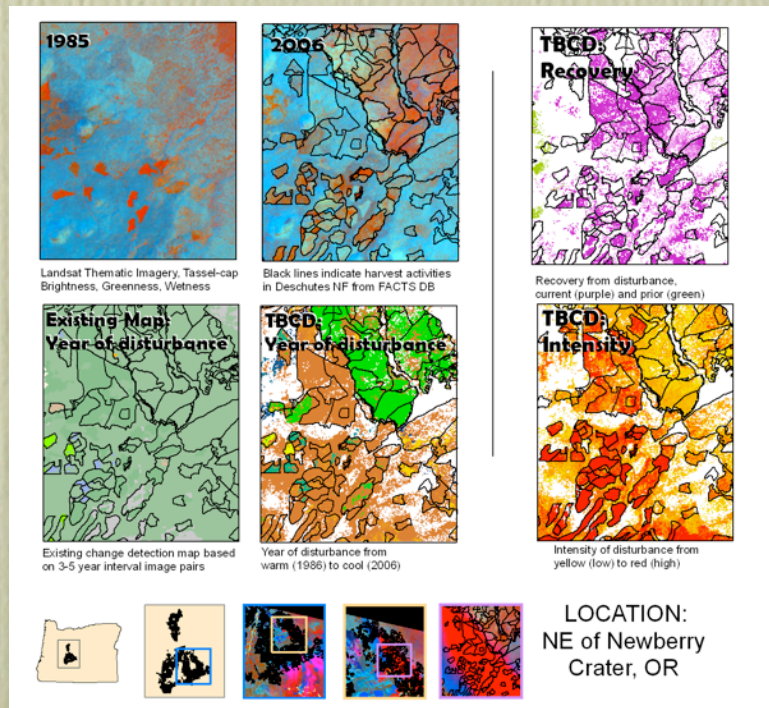 1985
2006
TBCD:
Recovery
Landsat Thematic Imagery, Tassel-cap
Brightness, Greenness, Wetness
Black lines indicate harvest activities
in Deschutes NF from FACTS DB
Recovery from disturbance,
current (purple) and prior (green)
Existing Map:
Year of disturbance
TBCD:
Year of disturbance
TBCD:
Intensity
Existing change detection map based
on 3-5 year interval image pairs
Year of disturbance from
warm (1986) to cool (2006)
Intensity of disturbance from
yellow (low) to red (high)
LOCATION:
NE of Newberry
Crater, OR